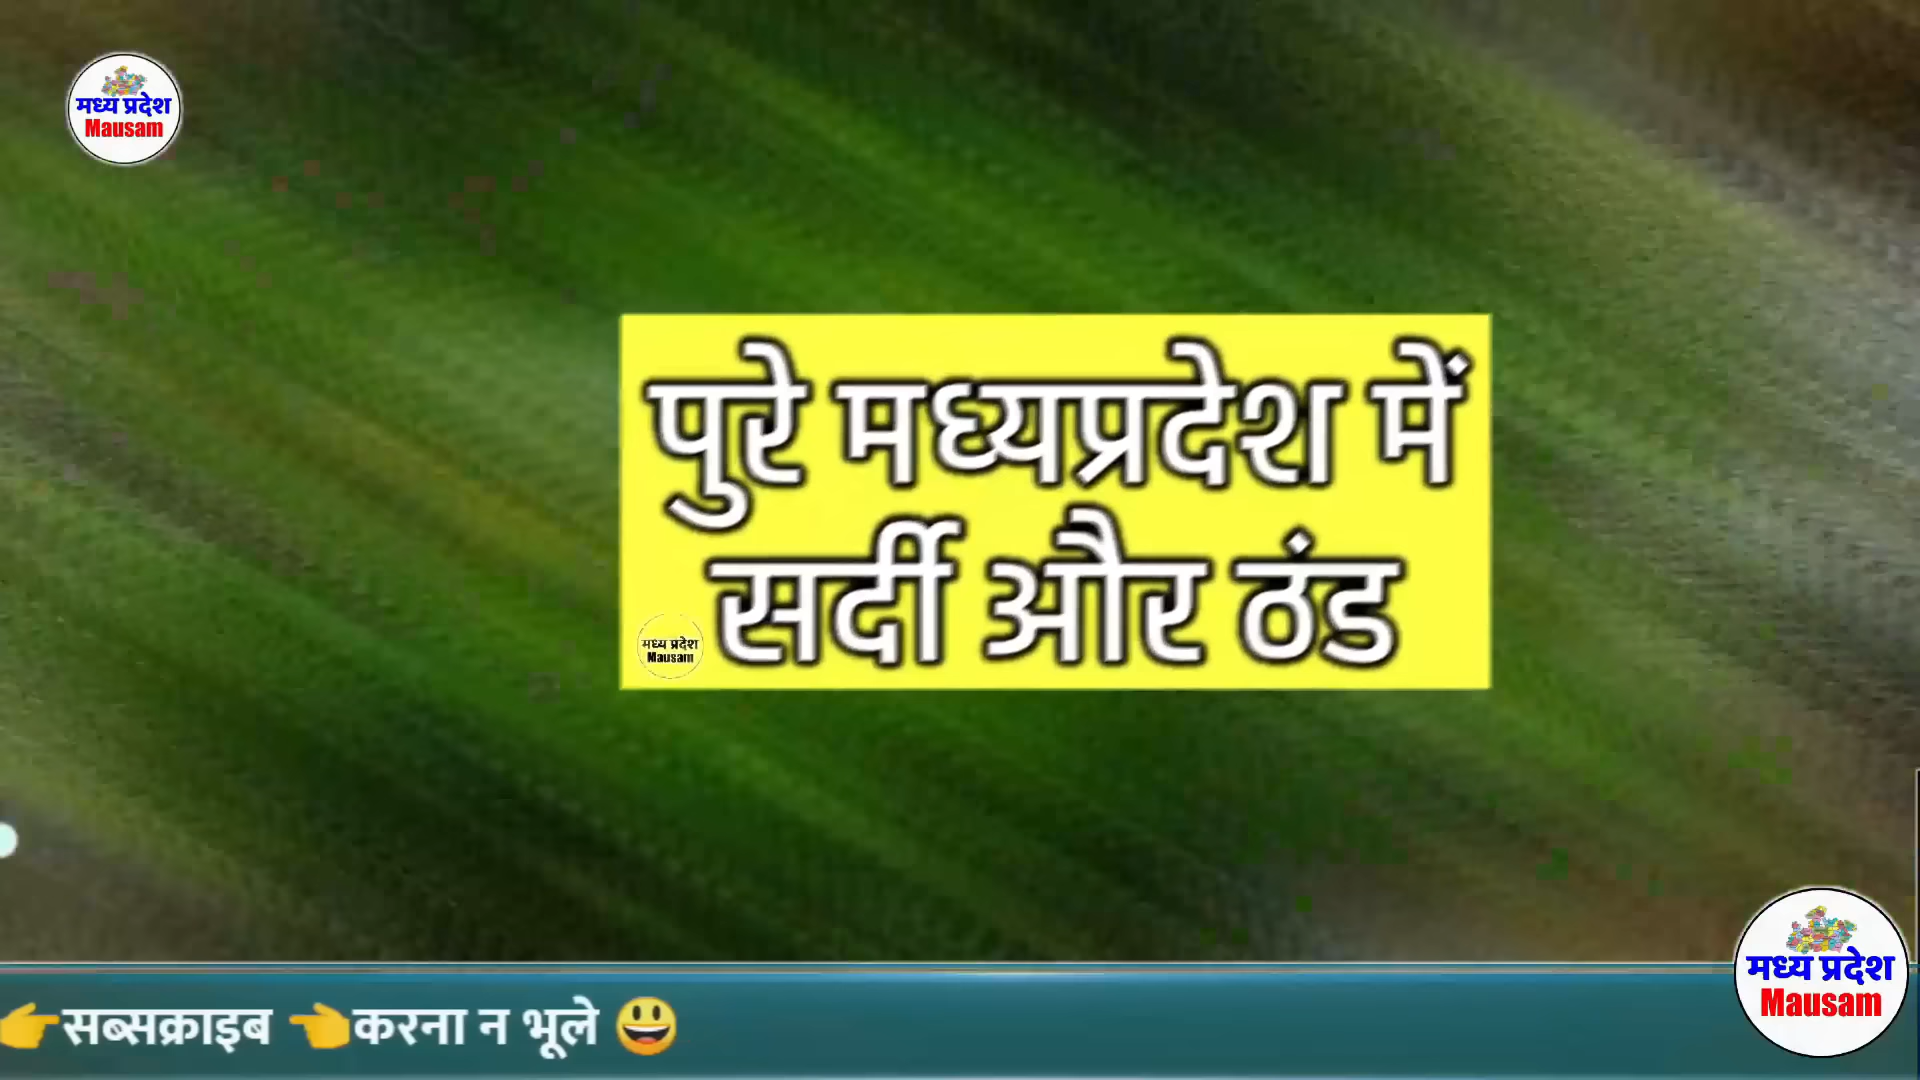 मध्य प्रदेश
Mausam
पुरे मध्यप्रदेश में
सर्दी और ठंड
मध्य प्रदेश
Mausam
मध्य प्रदेश
Mausam
👉सब्सक्राइब 👈करना न भूले 😃